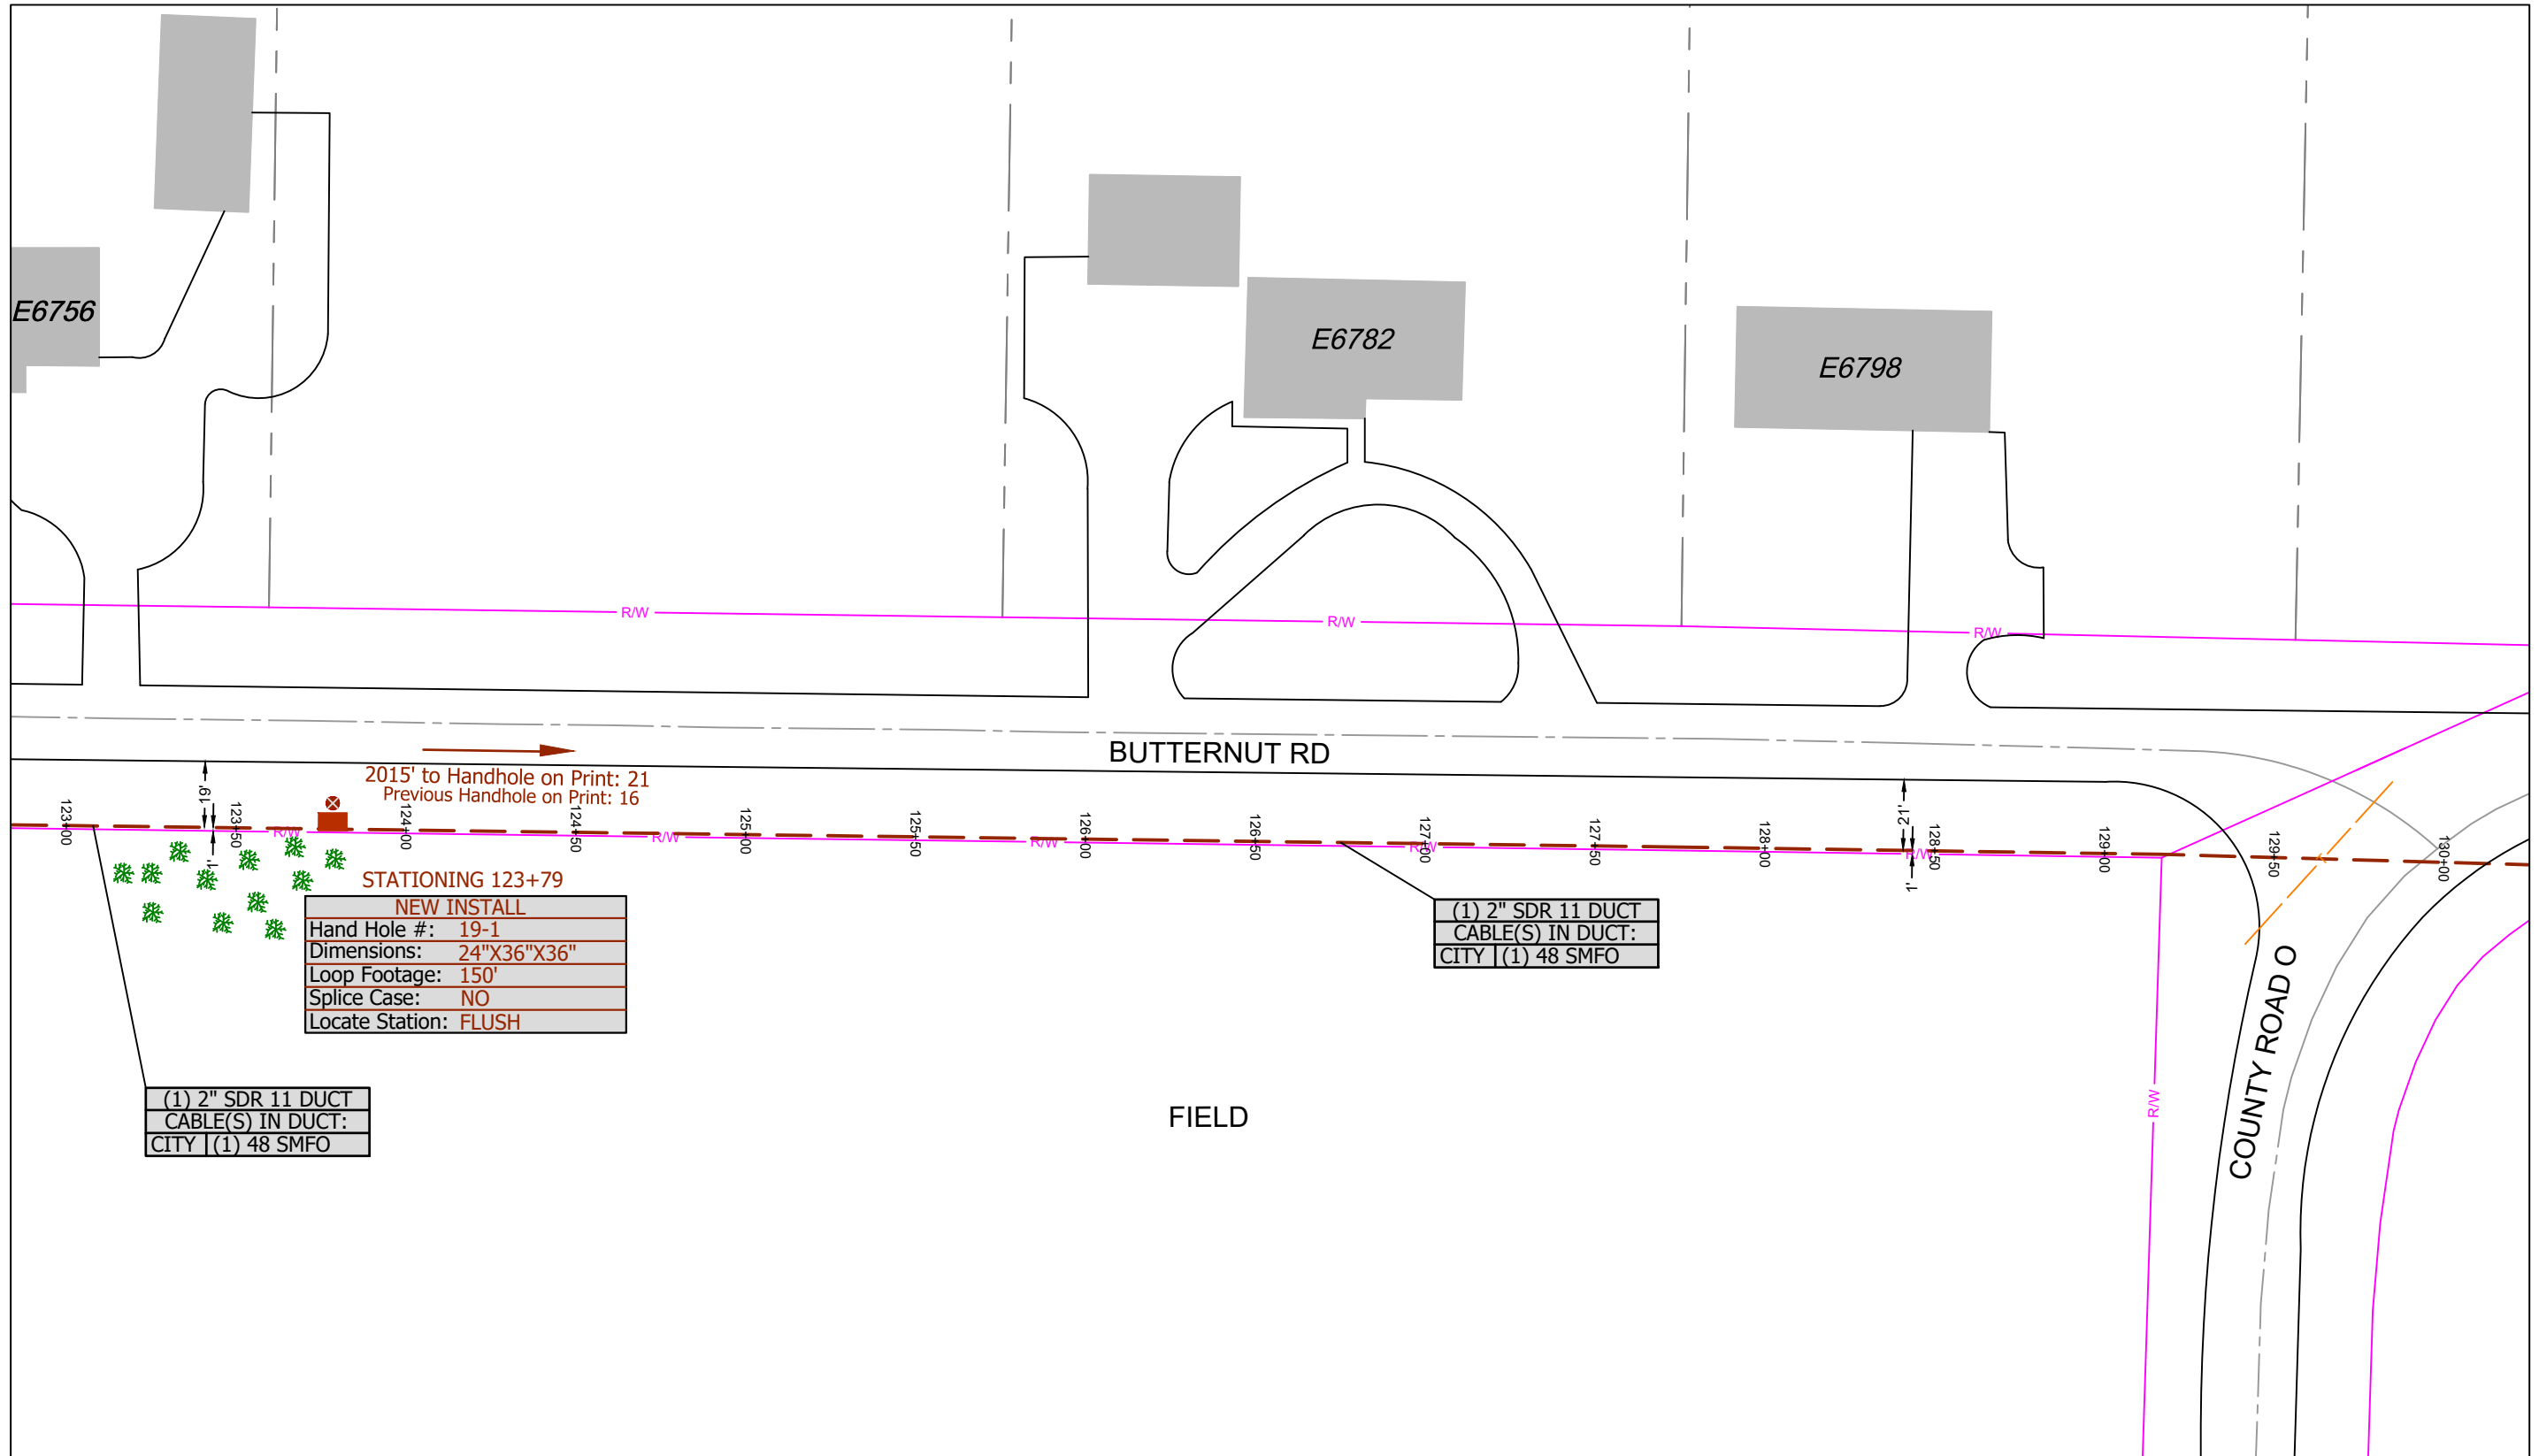 E6756
E6782
E6798
R/W
R/W
R/W
BUTTERNUT RD
2015' to Handhole on Print: 21
Previous Handhole on Print: 16
19'
1'
21'
1'
123+00
123+50
124+00
124+50
125+00
125+50
126+00
126+50
127+00
127+50
128+00
128+50
129+00
129+50
130+00
R/W
R/W
R/W
R/W
R/W
STATIONING 123+79
NEW INSTALL
Hand Hole #: 19-1
Dimensions: 24"X36"X36"
Loop Footage: 150'
Splice Case: NO
Locate Station: FLUSH
(1) 2" SDR 11 DUCT
CABLE(S) IN DUCT:
CITY (1) 48 SMFO
COUNTY ROAD O
R/W
(1) 2" SDR 11 DUCT
CABLE(S) IN DUCT:
CITY (1) 48 SMFO
FIELD